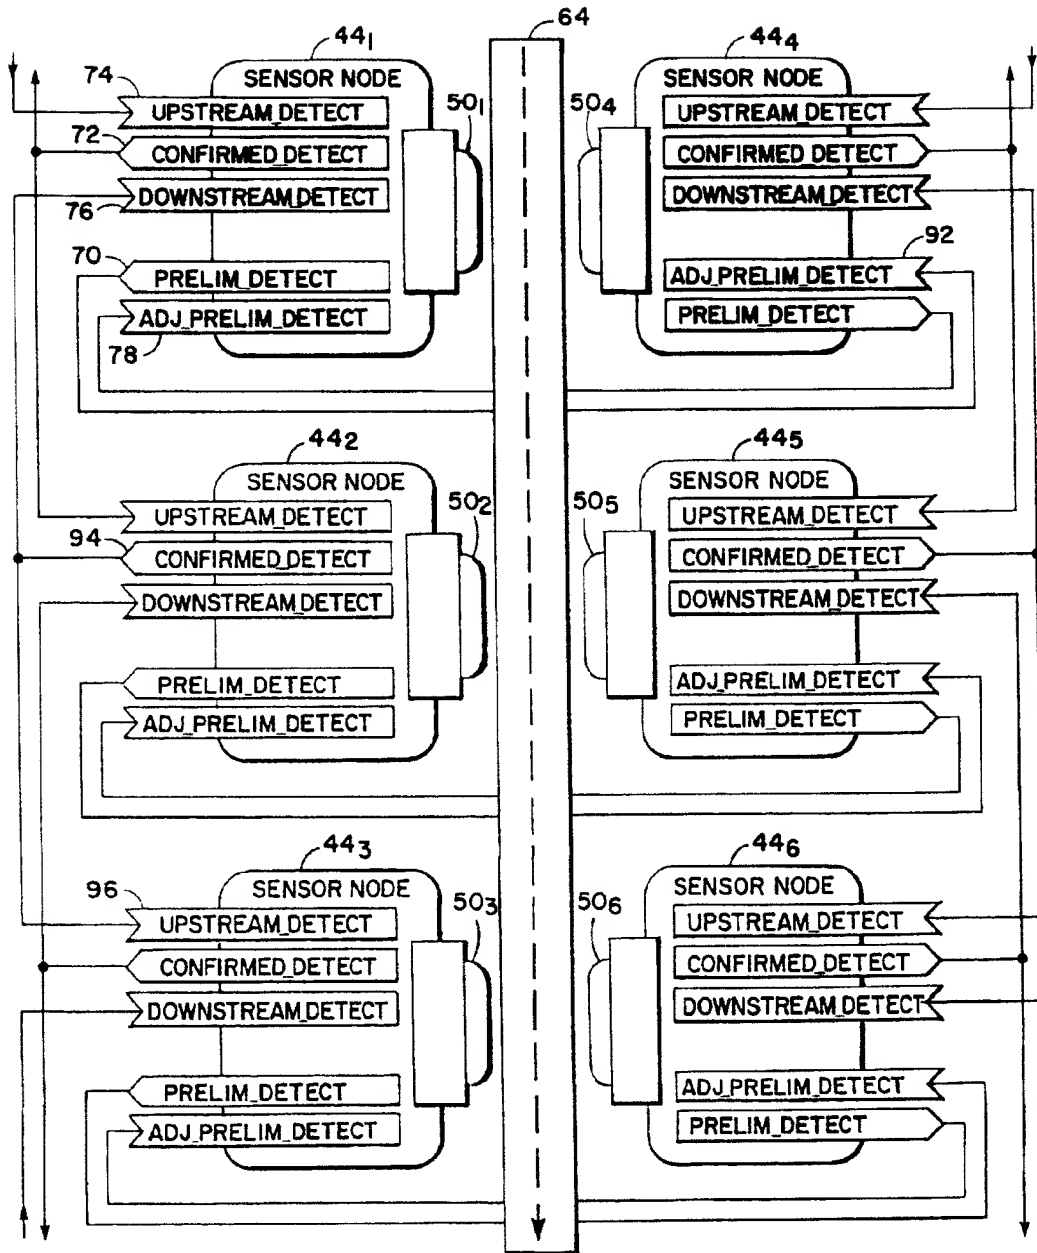 64
44₁
SENSOR NODE
74
UPSTREAM_DETECT
72
CONFIRMED_DETECT
76
DOWNSTREAM_DETECT
70
PRELIM_DETECT
ADJ_PRELIM_DETECT
78
50₁
44₄
SENSOR NODE
UPSTREAM_DETECT
CONFIRMED_DETECT
DOWNSTREAM_DETECT
92
ADJ_PRELIM_DETECT
PRELIM_DETECT
50₄
44₂
SENSOR NODE
UPSTREAM_DETECT
94
CONFIRMED_DETECT
DOWNSTREAM_DETECT
PRELIM_DETECT
ADJ_PRELIM_DETECT
50₂
44₅
SENSOR NODE
UPSTREAM_DETECT
CONFIRMED_DETECT
DOWNSTREAM_DETECT
ADJ_PRELIM_DETECT
PRELIM_DETECT
50₅
44₃
SENSOR NODE
96
UPSTREAM_DETECT
CONFIRMED_DETECT
DOWNSTREAM_DETECT
PRELIM_DETECT
ADJ_PRELIM_DETECT
50₃
44₆
SENSOR NODE
UPSTREAM_DETECT
CONFIRMED_DETECT
DOWNSTREAM_DETECT
ADJ_PRELIM_DETECT
PRELIM_DETECT
50₆